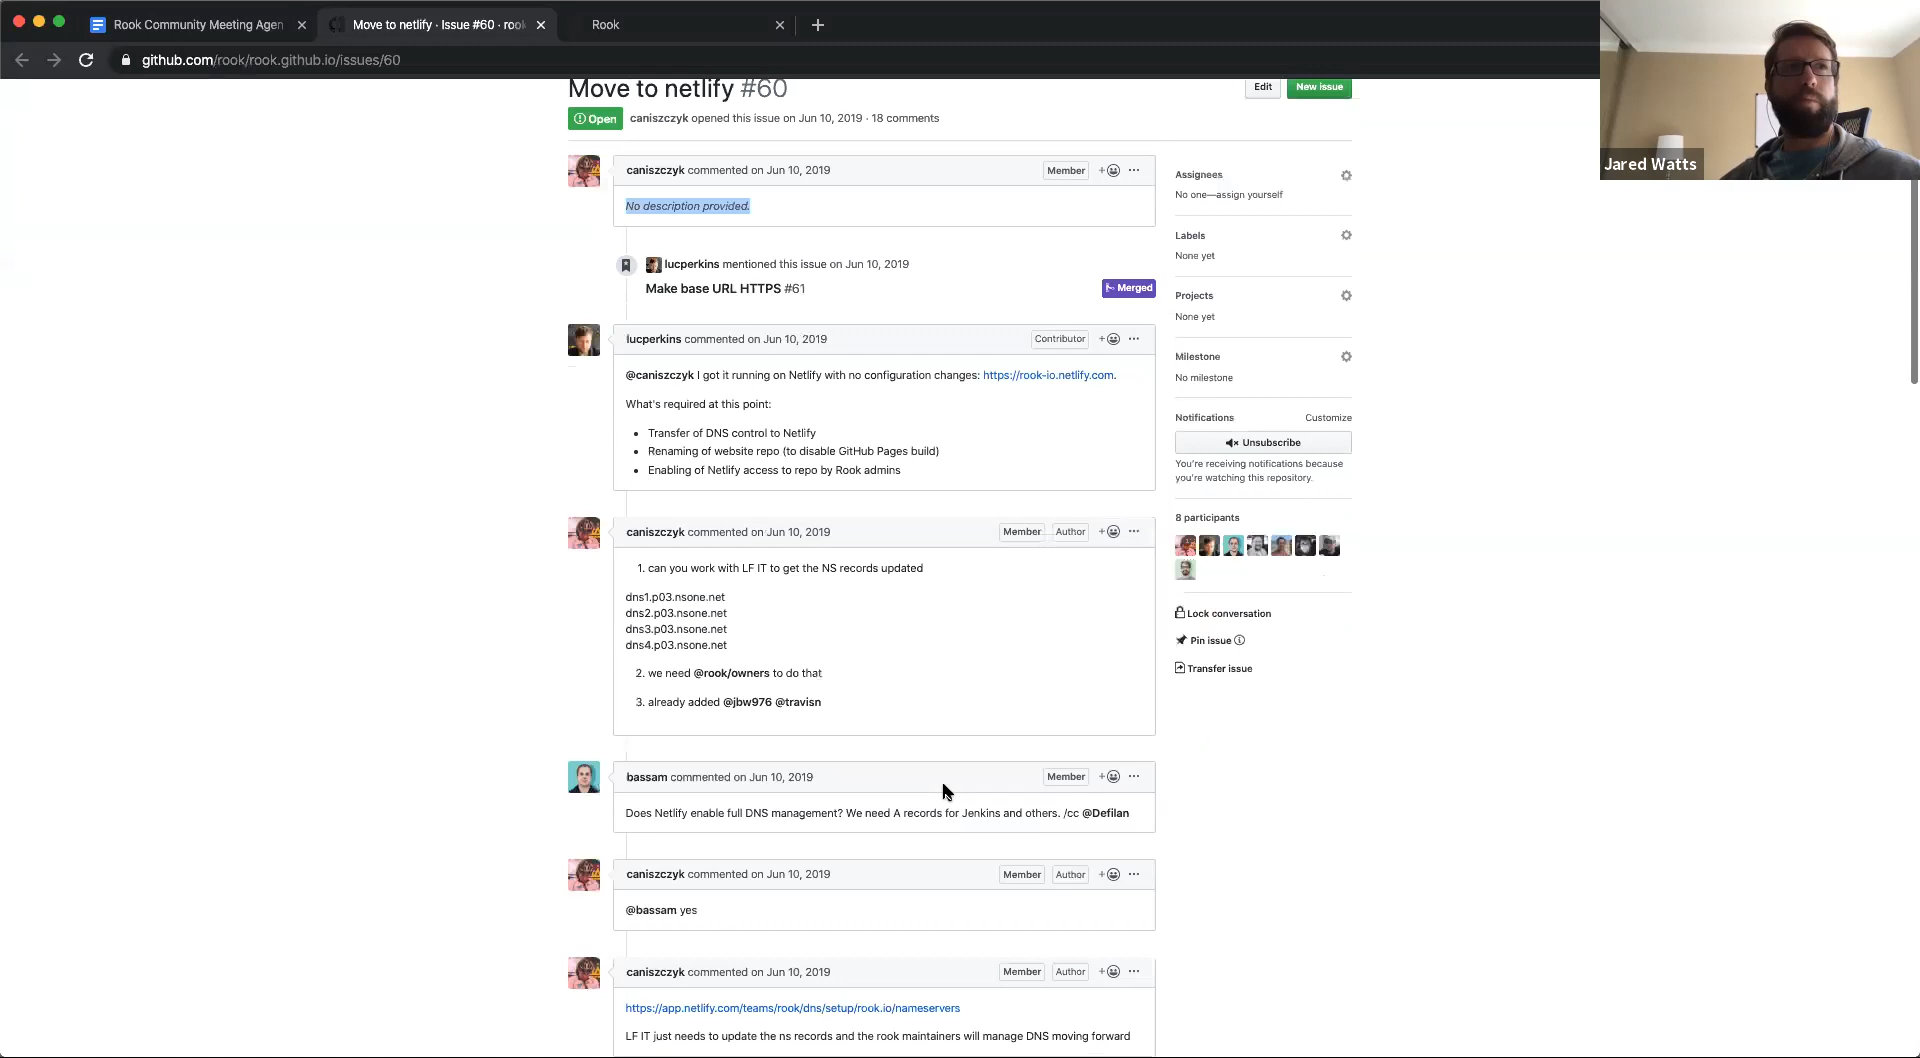 Rook Community Meeting Agen
Move to netlify · Issue #60 · rook
Rook
github.com/rook/rook.github.io/issues/60
Jared Watts
Move to netlify #60
Edit
New issue
Open
caniszczyk opened this issue on Jun 10, 2019 · 18 comments
caniszczyk commented on Jun 10, 2019
Member
No description provided.
lucperkins mentioned this issue on Jun 10, 2019
Make base URL HTTPS #61
Merged
lucperkins commented on Jun 10, 2019
Contributor
@caniszczyk I got it running on Netlify with no configuration changes: https://rook-io.netlify.com.
What's required at this point:
• Transfer of DNS control to Netlify
• Renaming of website repo (to disable GitHub Pages build)
• Enabling of Netlify access to repo by Rook admins
caniszczyk commented on Jun 10, 2019
Member
Author
1. can you work with LF IT to get the NS records updated
dns1.p03.nsone.net
dns2.p03.nsone.net
dns3.p03.nsone.net
dns4.p03.nsone.net
2. we need @rook/owners to do that
3. already added @jbw976 @travisn
bassam commented on Jun 10, 2019
Member
Does Netlify enable full DNS management? We need A records for Jenkins and others. /cc @Defilan
caniszczyk commented on Jun 10, 2019
Member
Author
@bassam yes
caniszczyk commented on Jun 10, 2019
Member
Author
https://app.netlify.com/teams/rook/dns/setup/rook.io/nameservers
LF IT just needs to update the ns records and the rook maintainers will manage DNS moving forward
Assignees
No one—assign yourself
Labels
None yet
Projects
None yet
Milestone
No milestone
Notifications
Customize
Unsubscribe
You're receiving notifications because
you're watching this repository.
8 participants
Lock conversation
Pin issue
Transfer issue